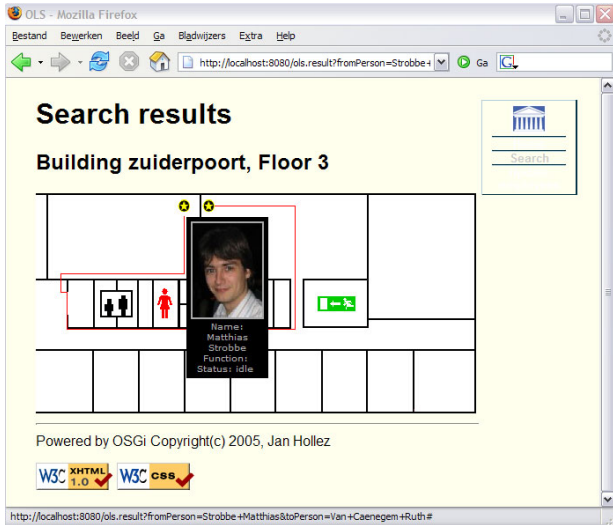 OLS - Mozilla Firefox
Bestand Bewerken Beeld Ga Bladwijzers Extra Help
http://localhost:8080/ols.result?fromPerson=Strobbe+ Ga G
Search results
Search
Building zuiderpoort, Floor 3
Name:
Matthias
Strobbe
Function:
Status: idle
Powered by OSGi Copyright(c) 2005, Jan Hollez
W3C XHTML 1.0 W3C css
http://localhost:8080/ols.result?fromPerson=Strobbe+Matthias&toPerson=Van+Caenegem+Ruth#